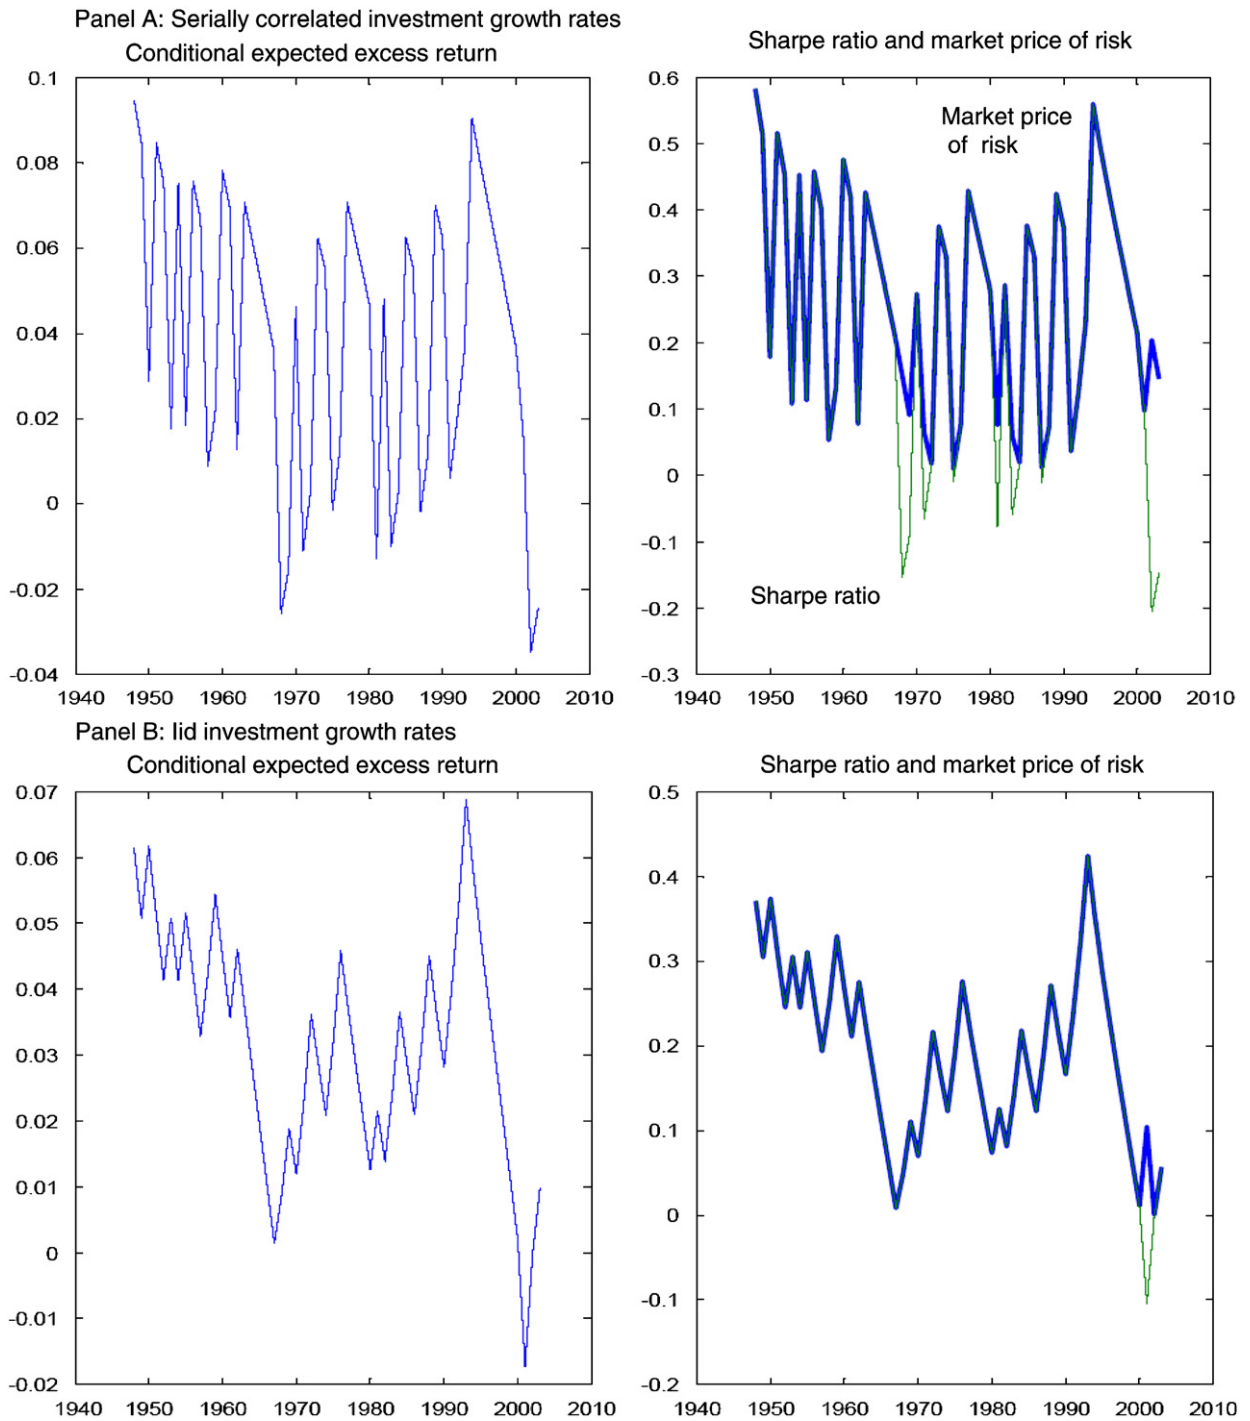 Panel A: Serially correlated investment growth rates
Conditional expected excess return
Sharpe ratio and market price of risk
0.1
0.08
0.06
0.04
0.02
0
-0.02
-0.04
1940 1950 1960 1970 1980 1990 2000 2010
0.6
0.5
0.4
0.3
0.2
0.1
0
-0.1
-0.2
-0.3
Market price
of risk
Sharpe ratio
1940 1950 1960 1970 1980 1990 2000 2010
Panel B: Iid investment growth rates
Conditional expected excess return
Sharpe ratio and market price of risk
0.07
0.06
0.05
0.04
0.03
0.02
0.01
0
-0.01
-0.02
1940 1950 1960 1970 1980 1990 2000 2010
0.5
0.4
0.3
0.2
0.1
0
-0.1
-0.2
1940 1950 1960 1970 1980 1990 2000 2010